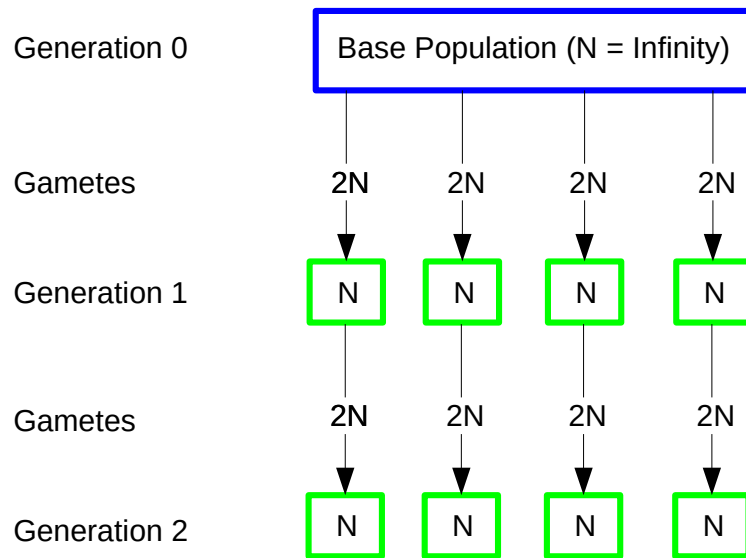 Generation 0 Base Population (N = Infinity)
Gametes 2N 2N 2N 2N
Generation 1 N N N N
Gametes 2N 2N 2N 2N
Generation 2 N N N N